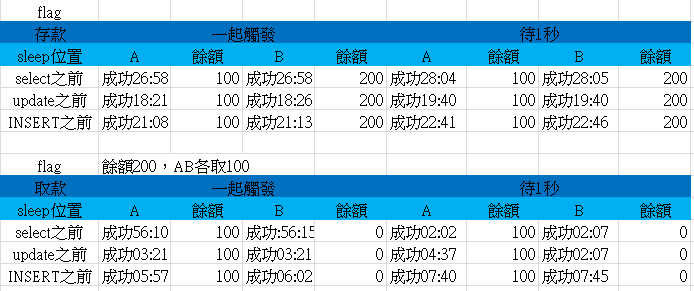 flag
存款 一起觸發 待1秒
sleep位置 A 餘額 B 餘額 A 餘額 B 餘額
select之前 成功26:58 100 成功26:58 200 成功28:04 100 成功28:05 200
update之前 成功18:21 100 成功18:26 200 成功19:40 100 成功19:40 200
INSERT之前 成功21:08 100 成功21:13 200 成功22:41 100 成功22:46 200
flag 餘額200，AB各取100
取款 一起觸發 待1秒
sleep位置 A 餘額 B 餘額 A 餘額 B 餘額
select之前 成功56:10 100 成功:56:15 0 成功02:02 100 成功02:07 0
update之前 成功03:21 100 成功03:21 0 成功04:37 100 成功02:07 0
INSERT之前 成功05:57 100 成功06:02 0 成功07:40 100 成功07:45 0